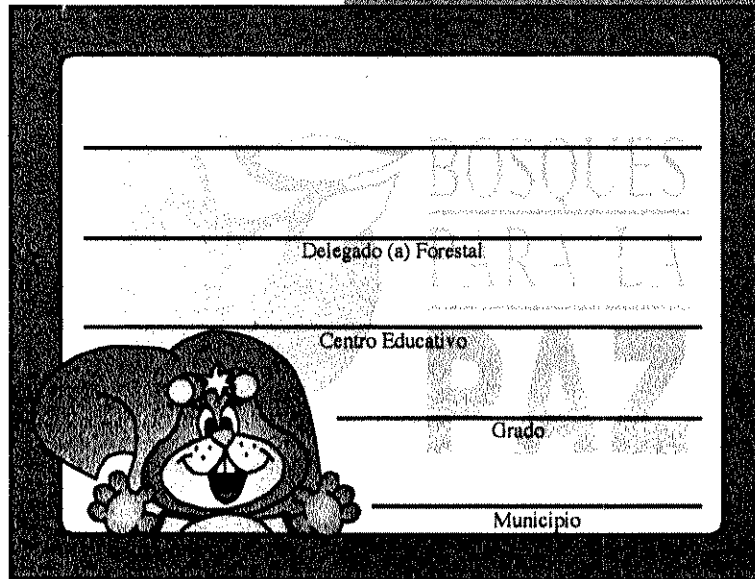 BOSQUES
Delegado (a) Forestal
PARA LA
Centro Educativo
PAZ
Grado
Municipio